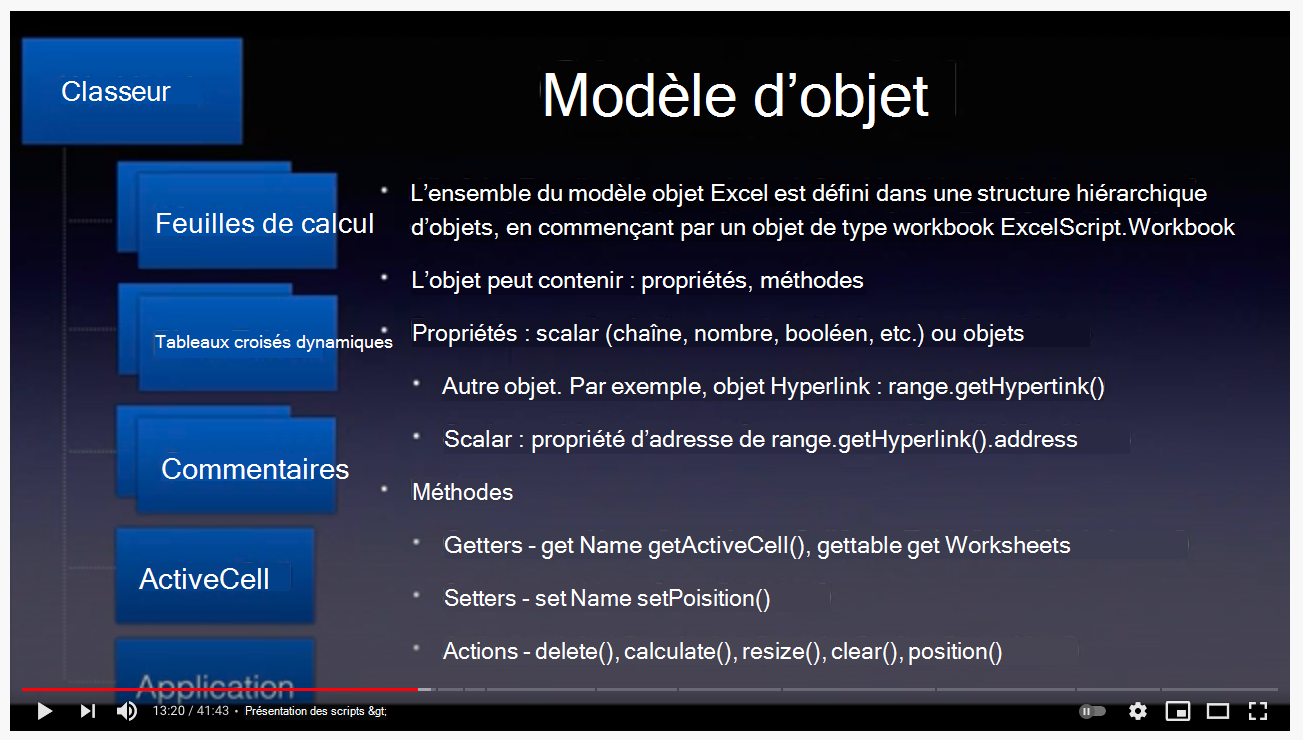 Classeur
Modèle d’objet
Feuilles de calcul
Tableaux croisés dynamiques
Commentaires
ActiveCell
Application
• L’ensemble du modèle objet Excel est défini dans une structure hiérarchique
d’objets, en commençant par un objet de type workbook ExcelScript.Workbook
• L’objet peut contenir : propriétés, méthodes
• Propriétés : scalar (chaîne, nombre, booléen, etc.) ou objets
• Autre objet. Par exemple, objet Hyperlink : range.getHypertink()
• Scalar : propriété d’adresse de range.getHyperlink().address
• Méthodes
• Getters - get Name getActiveCell(), gettable get Worksheets
• Setters - set Name setPoisition()
• Actions - delete(), calculate(), resize(), clear(), position()
13:20 / 41:43 • Présentation des scripts &gt;